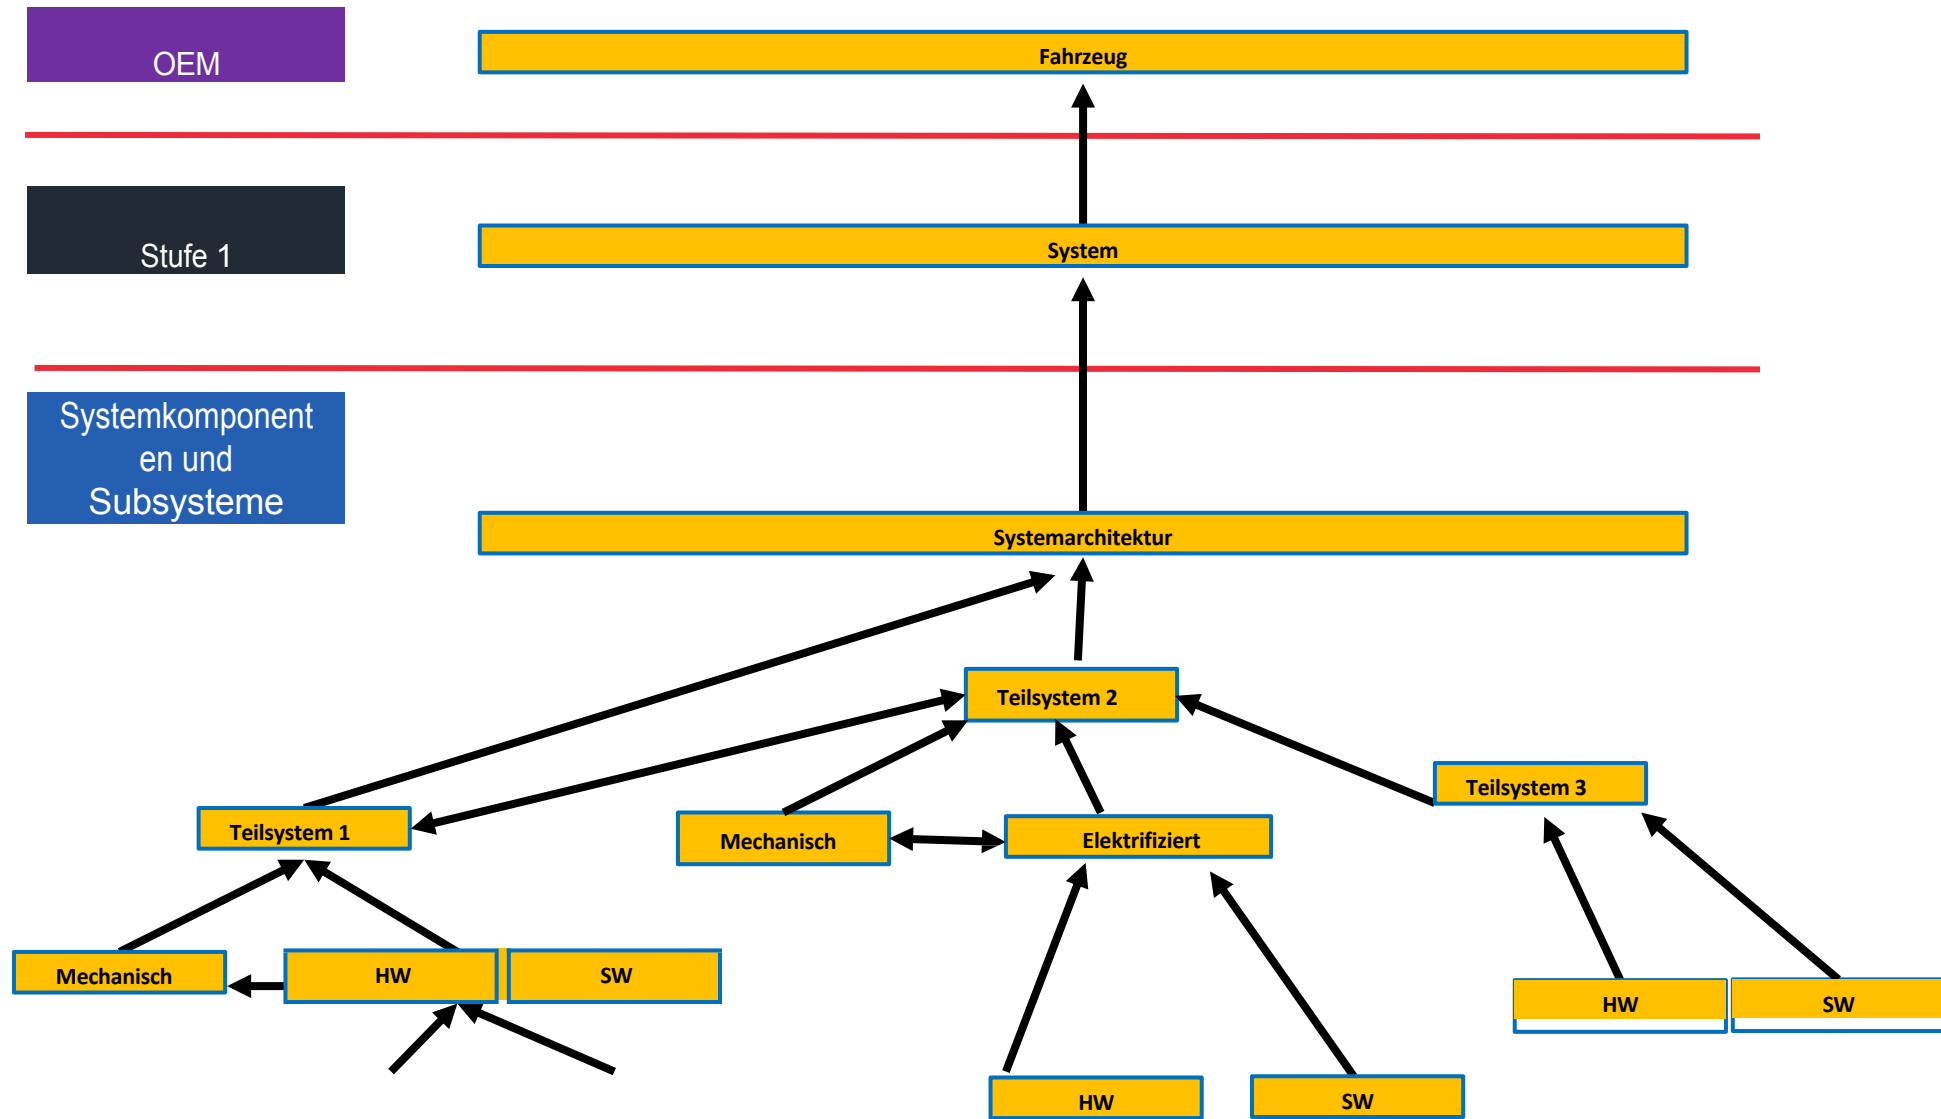 OEM
Fahrzeug
Stufe 1
System
Systemkomponent
en und
Subsysteme
Systemarchitektur
Teilsystem 2
Teilsystem 3
Teilsystem 1
Mechanisch
Elektrifiziert
Mechanisch
HW
SW
HW
SW
HW
SW